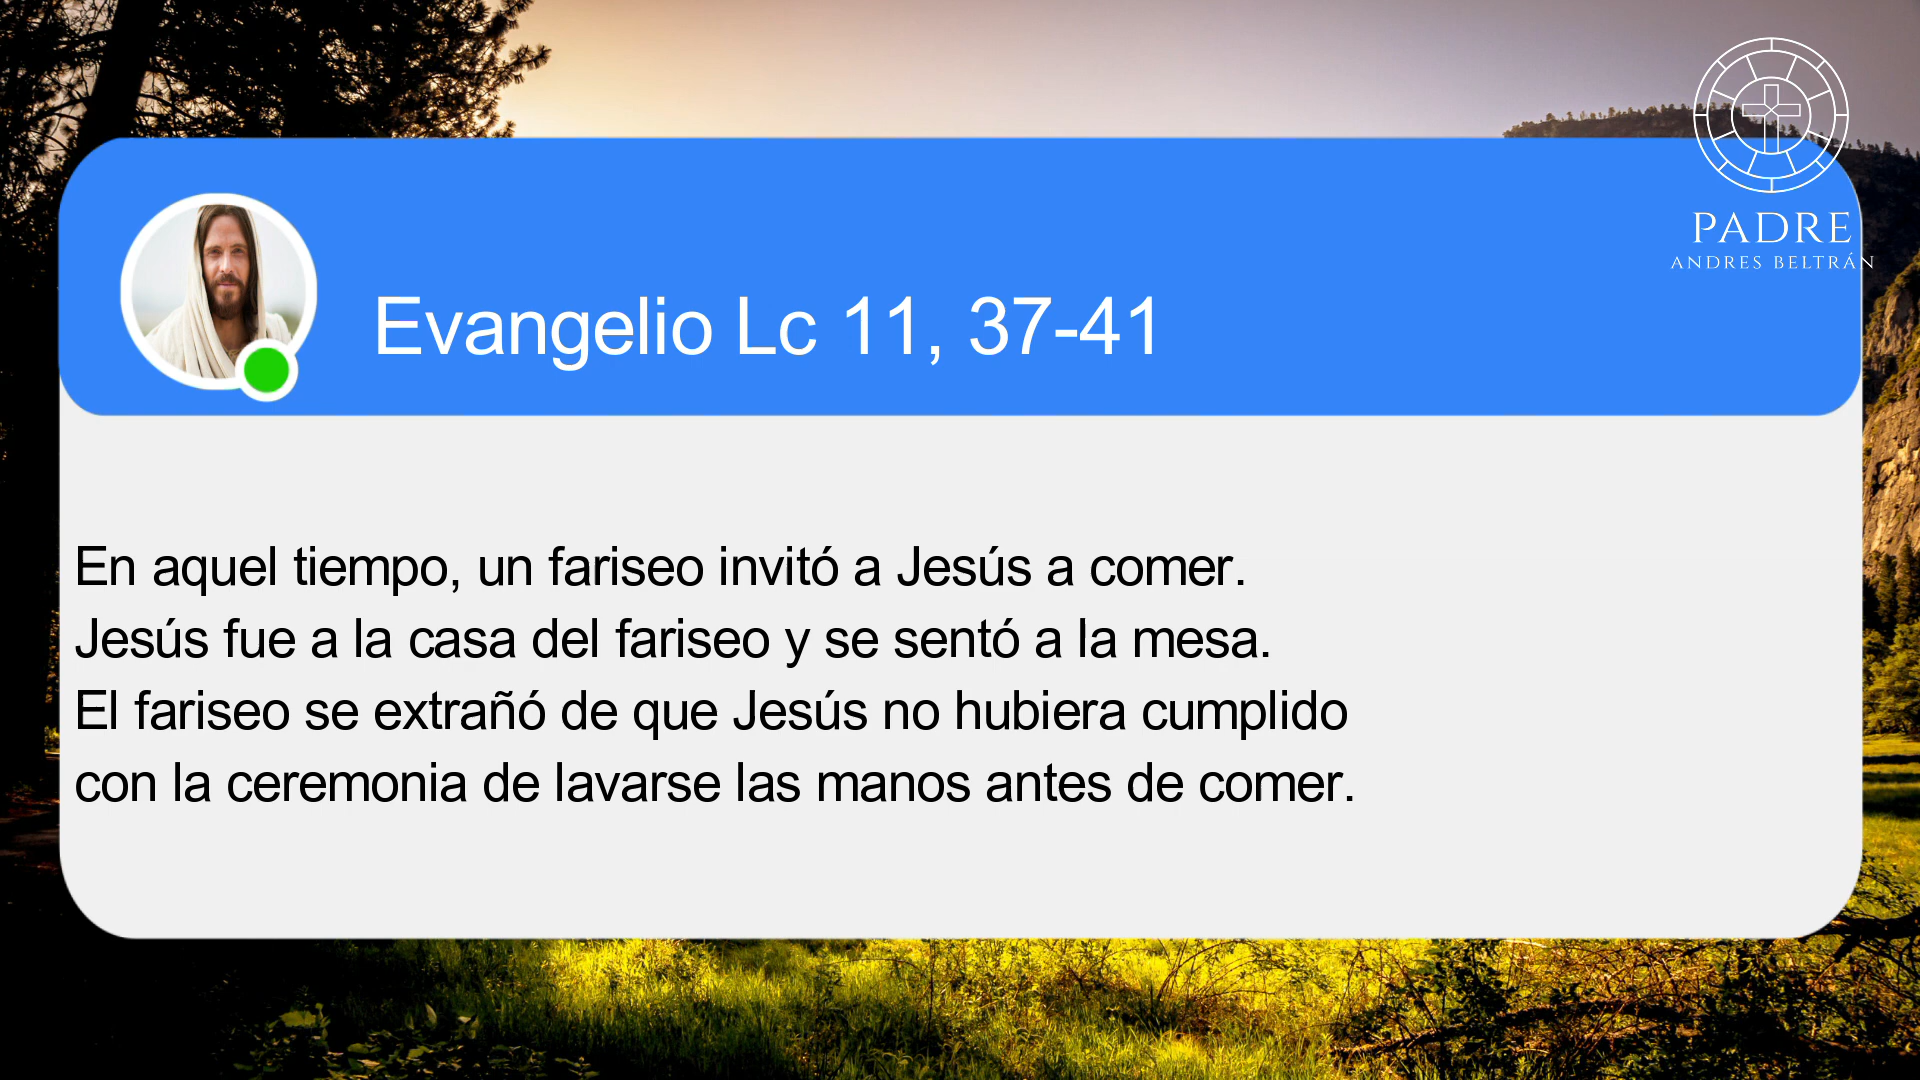 PADRE
ANDRES BELTRÁN
Evangelio Lc 11, 37-41
En aquel tiempo, un fariseo invitó a Jesús a comer.
Jesús fue a la casa del fariseo y se sentó a la mesa.
El fariseo se extrañó de que Jesús no hubiera cumplido
con la ceremonia de lavarse las manos antes de comer.